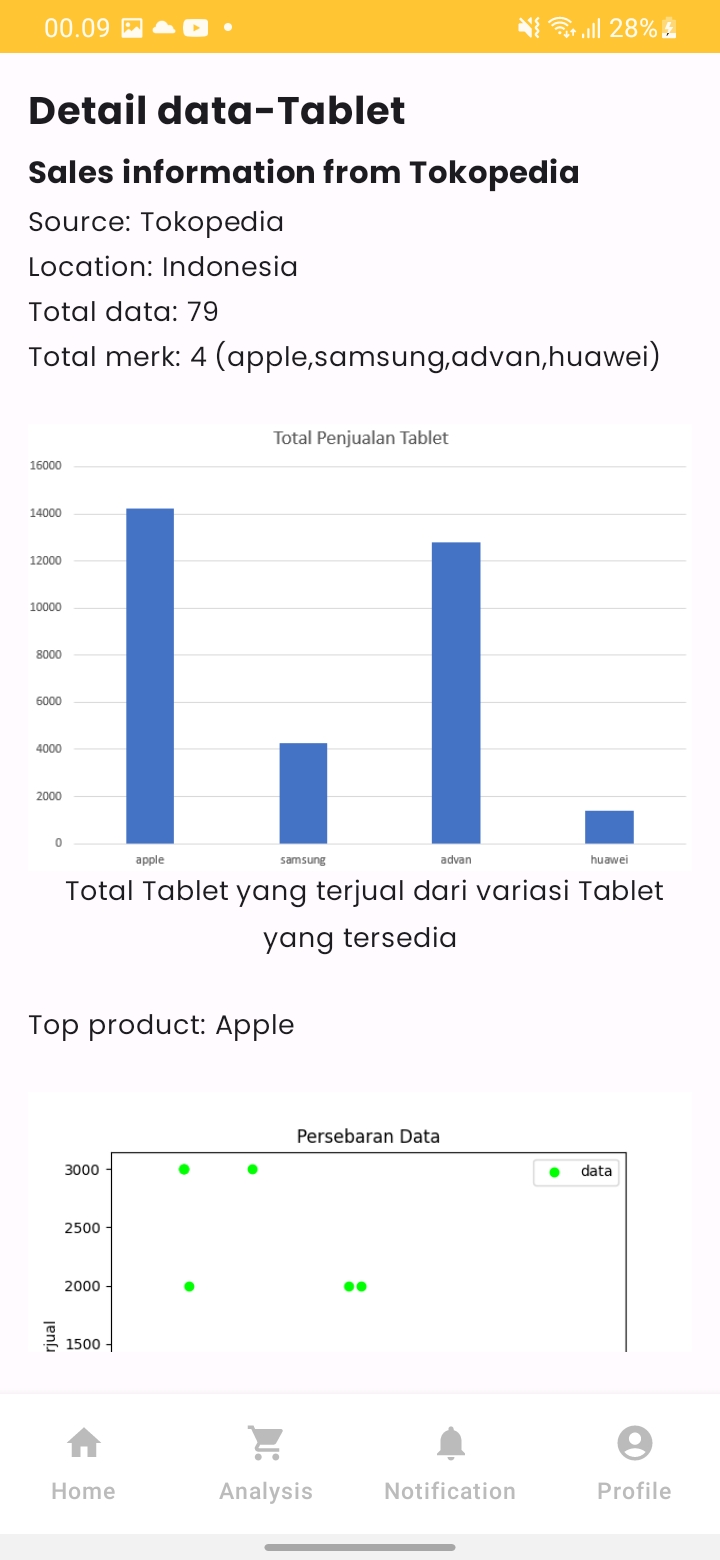 00.09
28%
Detail data-Tablet
Sales information from Tokopedia
Source: Tokopedia
Location: Indonesia
Total data: 79
Total merk: 4 (apple,samsung,advan,huawei)
Total Penjualan Tablet
16000
14000
12000
10000
8000
6000
4000
2000
0
apple samsung advan huawei
Total Tablet yang terjual dari variasi Tablet
yang tersedia
Top product: Apple
Persebaran Data
data
3000
2500
2000
1500
rjual
Home Analysis Notification Profile